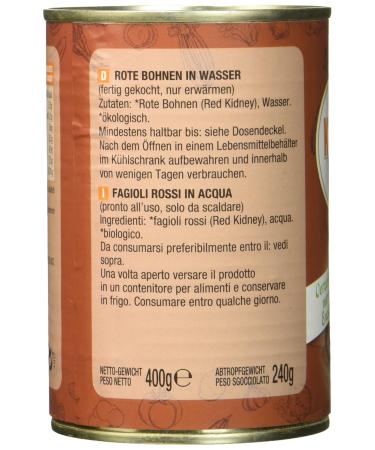 D ROTE BOHNEN IN WASSER
(fertig gekocht, nur erwärmen)
Zutaten: *Rote Bohnen (Red Kidney), Wasser.
*ökologisch.
Mindestens haltbar bis: siehe Dosendeckel.
Nach dem Öffnen in einem Lebensmittelbehälter
im Kühlschrank aufbewahren und innerhalb
von wenigen Tagen verbrauchen.
I FAGIOLI ROSSI IN ACQUA
(pronto all'uso, solo da scaldare)
Ingredienti: *fagioli rossi (Red Kidney), acqua.
*biologico.
Da consumarsi preferibilmente entro il: vedi
sopra.
Una volta aperto versare il prodotto
in un contenitore per alimenti e conservare
in frigo. Consumare entro qualche giorno.
NETTO-GEWICHT
PESO NETTO 400g e
ABTROPFGEWICHT
PESO SGOCCIOLATO 240g